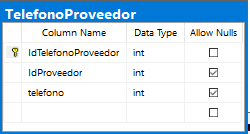 TelefonoProveedor
Column Name Data Type Allow Nulls
IdTelefonoProveedor int
IdProveedor int
telefono int